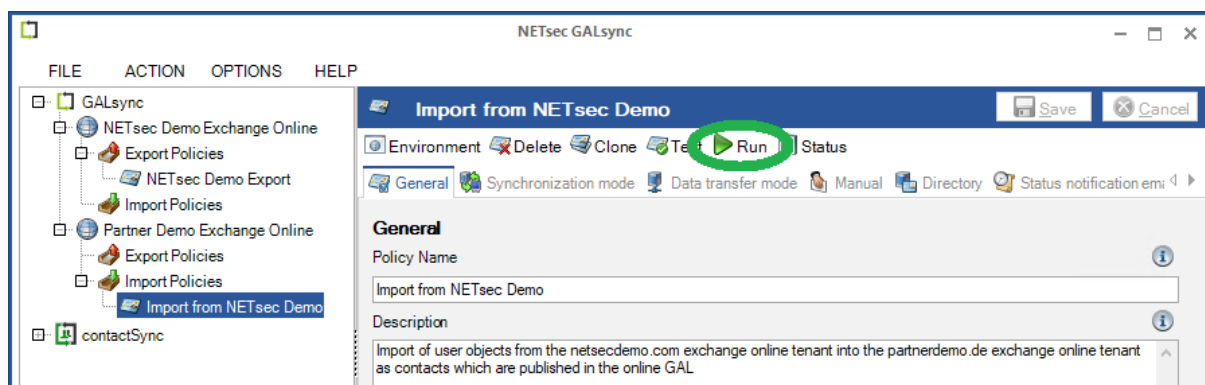 NETsec GALsync
FILE ACTION OPTIONS HELP
GALsync
NETsec Demo Exchange Online
Export Policies
NETsec Demo Export
Import Policies
Partner Demo Exchange Online
Export Policies
Import Policies
Import from NETsec Demo
contactSync
Import from NETsec Demo
Save Cancel
Environment Delete Clone Run Status
General Synchronization mode Data transfer mode Manual Directory Status notification
General
Policy Name
Import from NETsec Demo
Description
Import of user objects from the netsecdemo.com exchange online tenant into the partnerdemo.de exchange online tenant
as contacts which are published in the online GAL